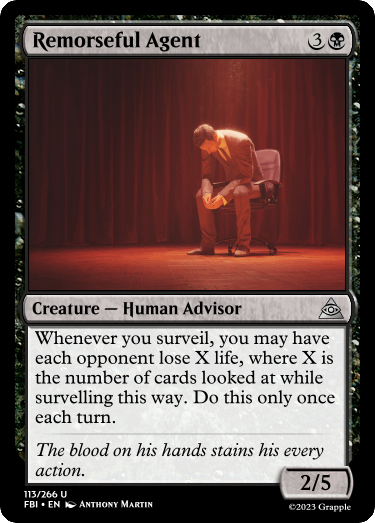 Remorseful Agent 3
Creature — Human Advisor
Whenever you surveil, you may have
each opponent lose X life, where X is
the number of cards looked at while
survelling this way. Do this only once
each turn.
The blood on his hands stains his every
action.
2/5
113/266 U
FBI • EN Anthony Martin
©2023 Grapple